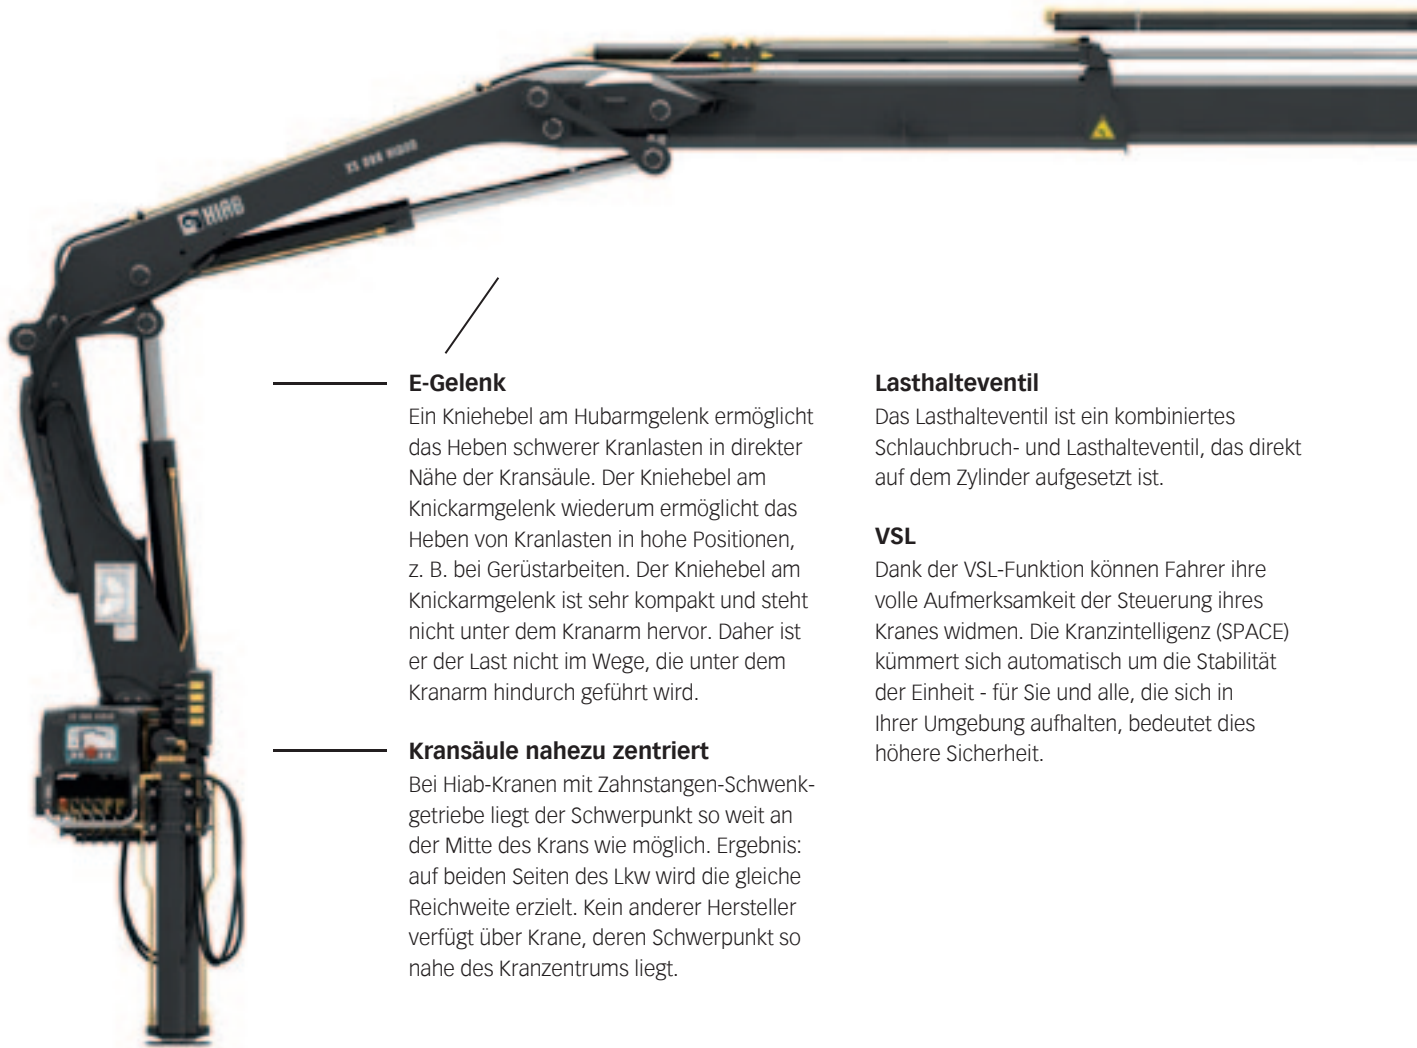 HIAB
E-Gelenk
Ein Kniehebel am Hubarmgelenk ermöglicht
das Heben schwerer Kranlasten in direkter
Nähe der Kransäule. Der Kniehebel am
Knickarmgelenk wiederum ermöglicht das
Heben von Kranlasten in hohe Positionen,
z. B. bei Gerüstarbeiten. Der Kniehebel am
Knickarmgelenk ist sehr kompakt und steht
nicht unter dem Kranarm hervor. Daher ist
er der Last nicht im Wege, die unter dem
Kranarm hindurch geführt wird.
Kransäule nahezu zentriert
Bei Hiab-Kranen mit Zahnstangen-Schwenk-
getriebe liegt der Schwerpunkt so weit an
der Mitte des Krans wie möglich. Ergebnis:
auf beiden Seiten des Lkw wird die gleiche
Reichweite erzielt. Kein anderer Hersteller
verfügt über Krane, deren Schwerpunkt so
nahe des Kranzentrums liegt.
Lasthalteventil
Das Lasthalteventil ist ein kombiniertes
Schlauchbruch- und Lasthalteventil, das direkt
auf dem Zylinder aufgesetzt ist.
VSL
Dank der VSL-Funktion können Fahrer ihre
volle Aufmerksamkeit der Steuerung ihres
Kranes widmen. Die Kranzintelligenz (SPACE)
kümmert sich automatisch um die Stabilität
der Einheit - für Sie und alle, die sich in
Ihrer Umgebung aufhalten, bedeutet dies
höhere Sicherheit.